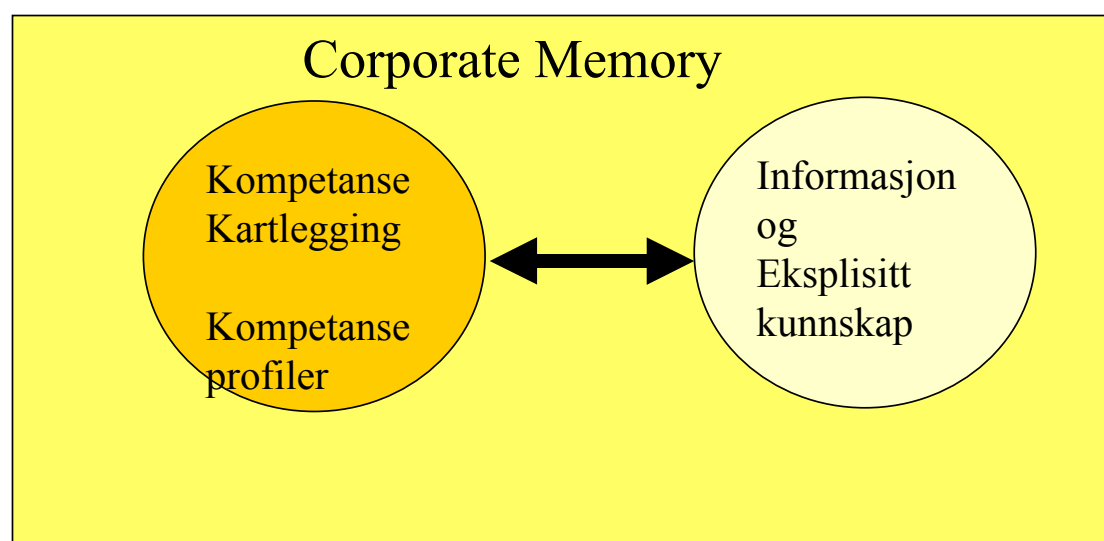 Corporate Memory
Kompetanse
Kartlegging
Kompetanse
profiler
Informasjon
og
Eksplisitt
kunnskap